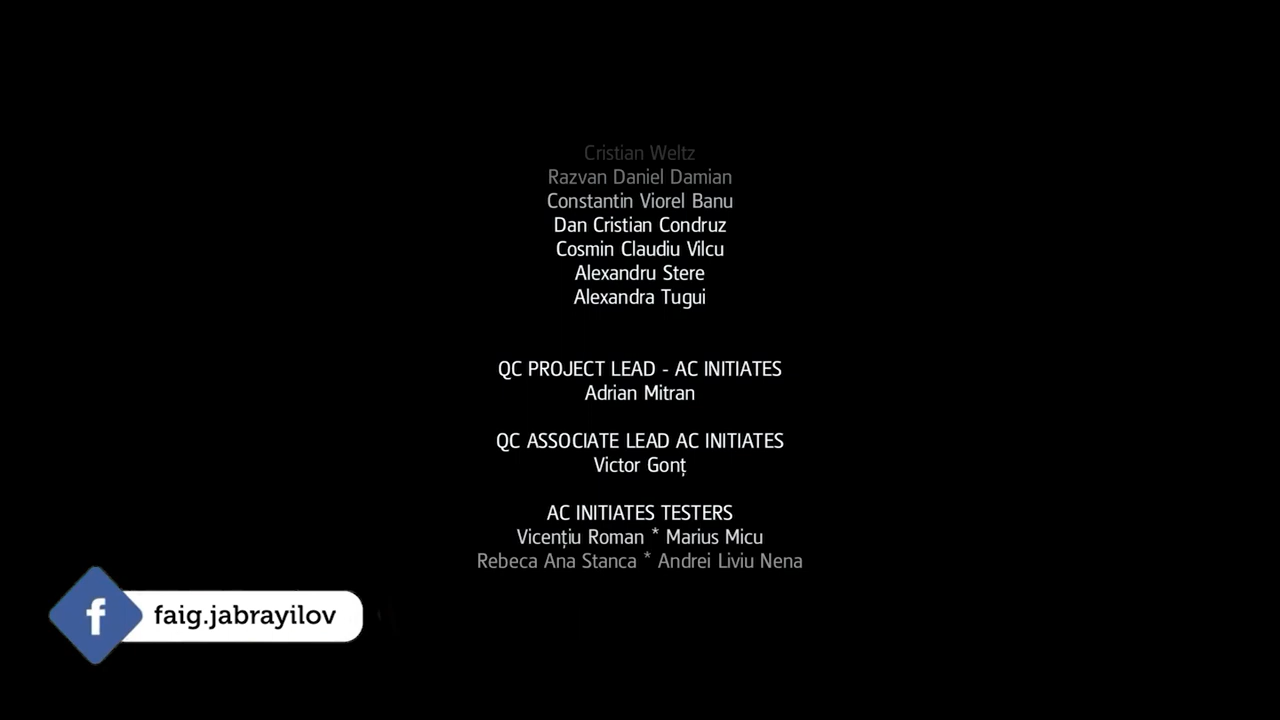 Cristian Weltz
Razvan Daniel Damian
Constantin Viorel Banu
Dan Cristian Condruz
Cosmin Claudiu Vilcu
Alexandru Stere
Alexandra Tugui
QC PROJECT LEAD - AC INITIATES
Adrian Mitran
QC ASSOCIATE LEAD AC INITIATES
Victor Gonț
AC INITIATES TESTERS
Vicențiu Roman * Marius Micu
Rebeca Ana Stanca * Andrei Liviu Nena
f faig.jabrayilov